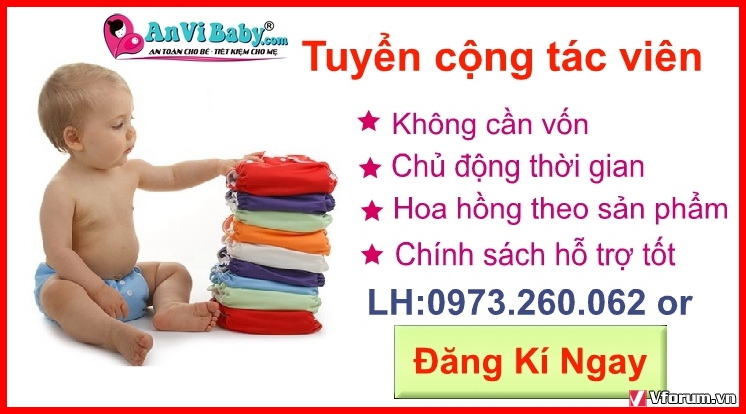 AnViBaby.com®
AN TOÀN CHO BÉ - TIẾT KIỆM CHO MẸ
Tuyển cộng tác viên
Không cần vốn
Chủ động thời gian
Hoa hồng theo sản phẩm
Chính sách hỗ trợ tốt
LH:0973.260.062 or
Đăng Kí Ngay
Vforum.vn